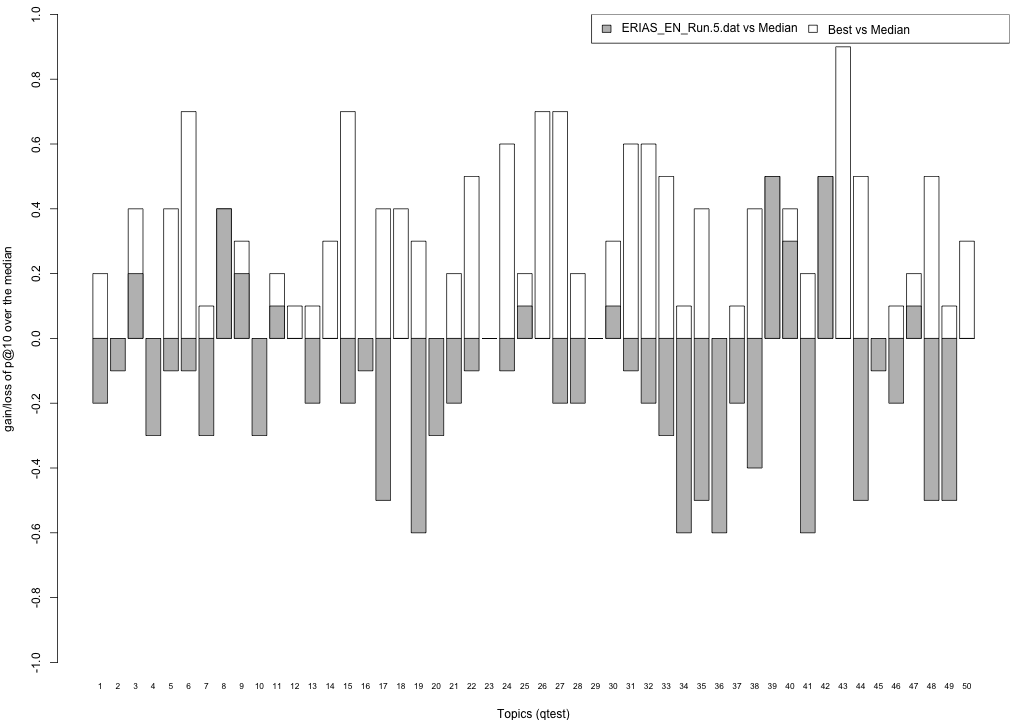 ERIAS_EN_Run.5.dat vs Median Best vs Median
gain/loss of p@10 over the median
1.0
0.8
0.6
0.4
0.2
0.0
-0.2
-0.4
-0.6
-0.8
-1.0
1 2 3 4 5 6 7 8 9 10 11 12 13 14 15 16 17 18 19 20 21 22 23 24 25 26 27 28 29 30 31 32 33 34 35 36 37 38 39 40 41 42 43 44 45 46 47 48 49 50
Topics (qtest)